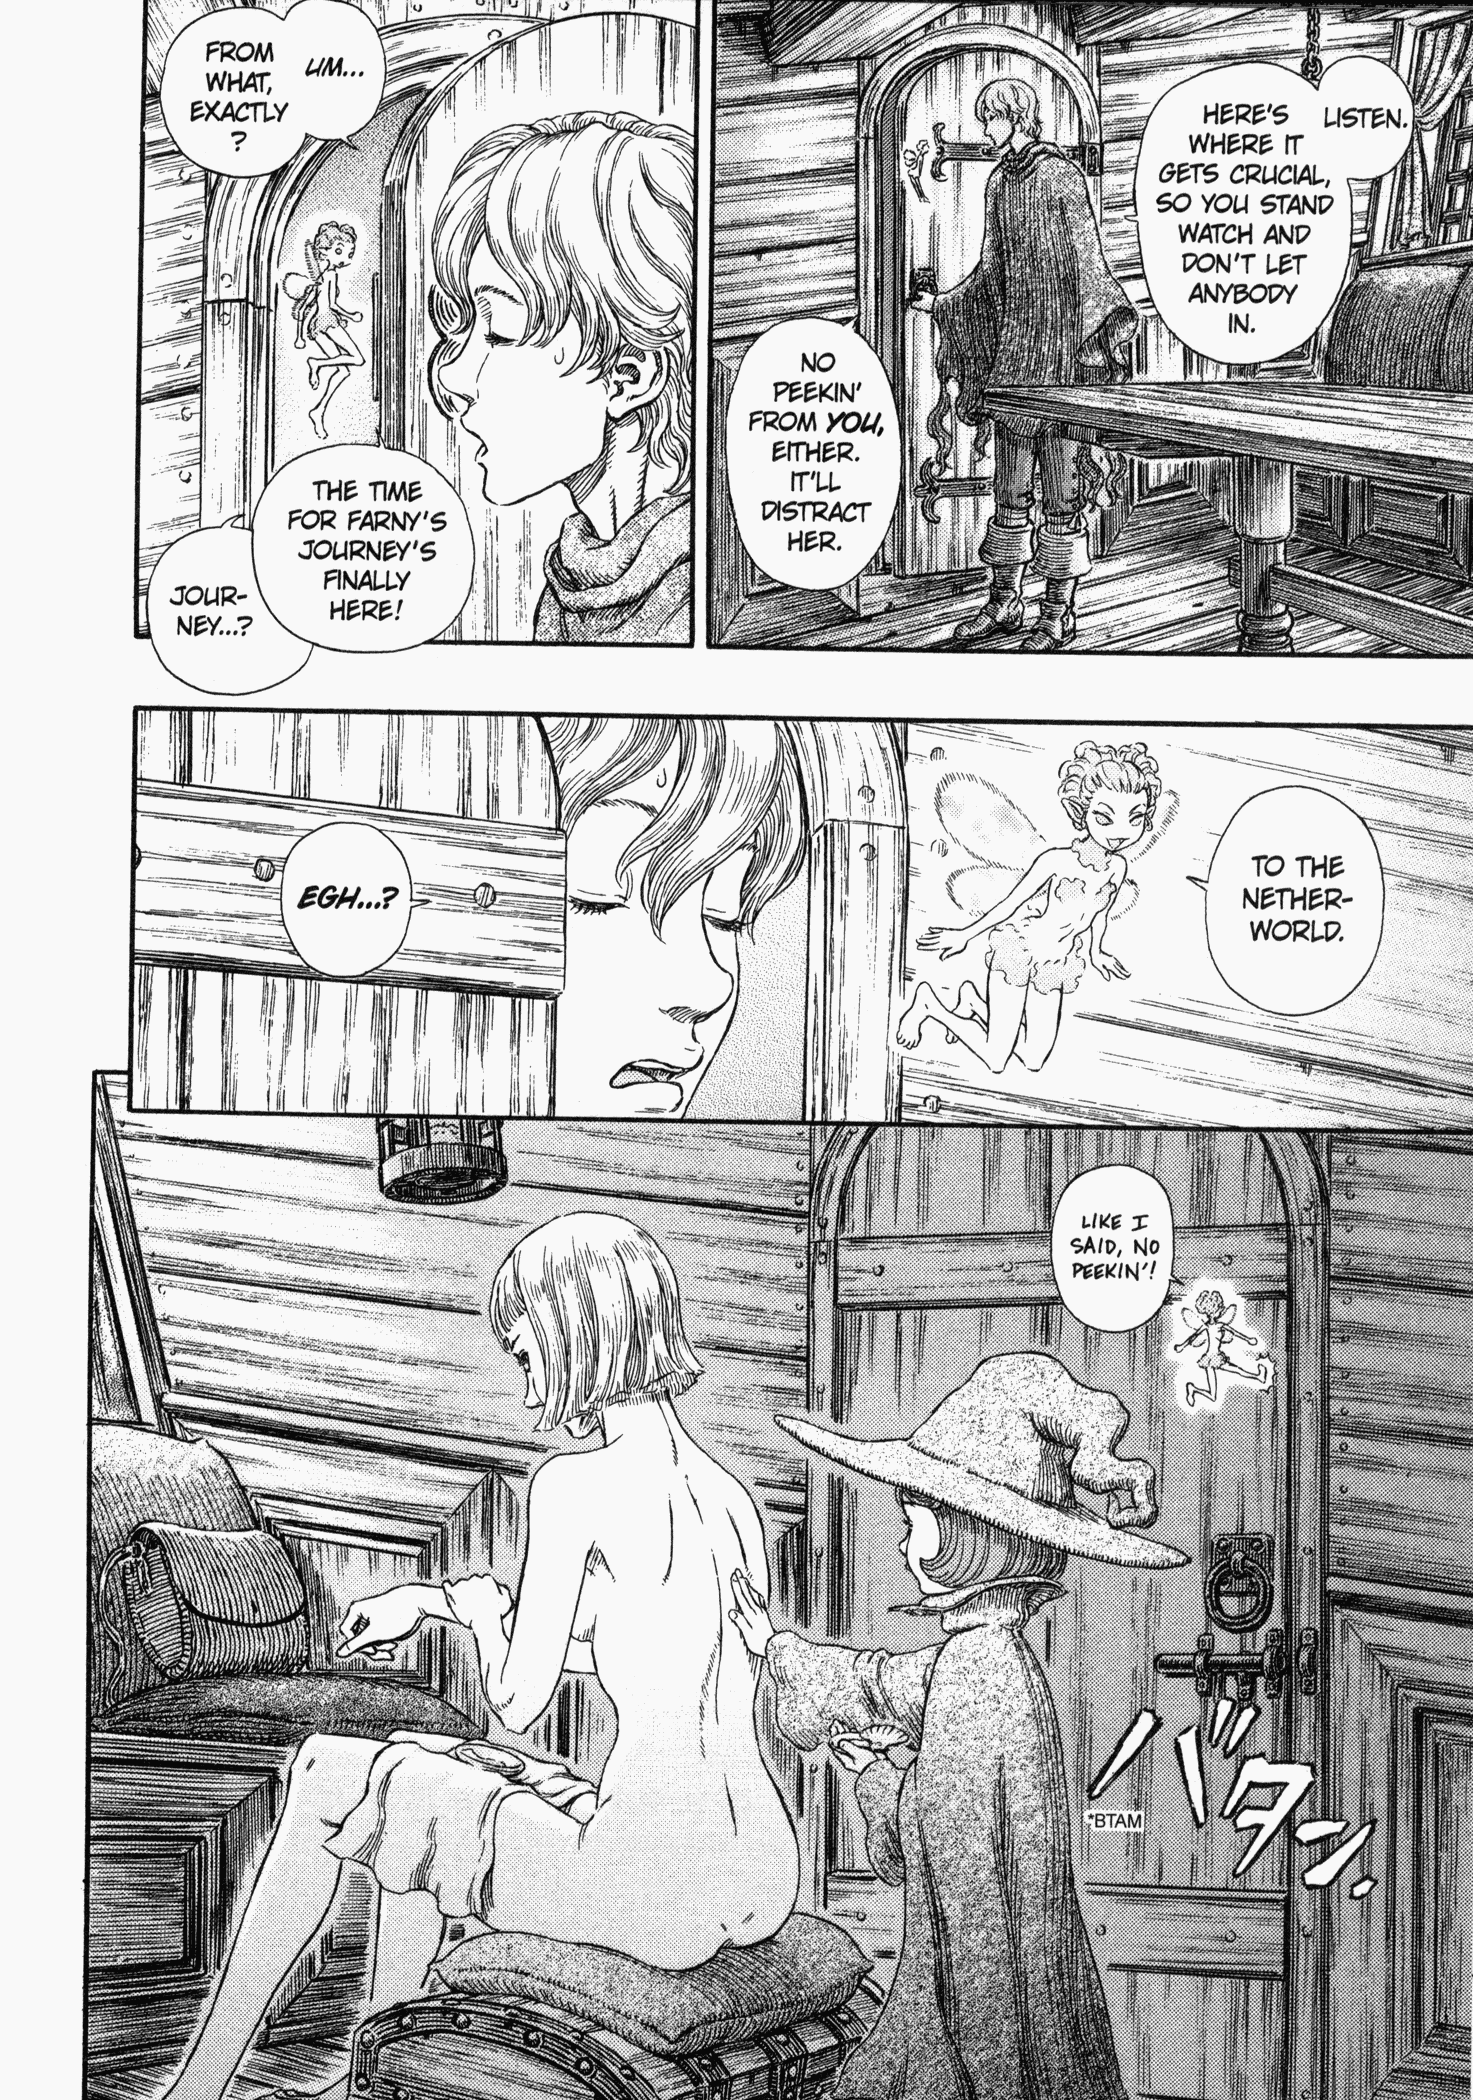 LISTEN.
HERE'S
WHERE IT
GETS CRUCIAL,
SO YOU STAND
WATCH AND
DON'T LET
ANYBODY
IN.
NO
PEEKIN'
FROM YOU,
EITHER.
IT'LL
DISTRACT
HER.
UM...
FROM
WHAT,
EXACTLY
?
THE TIME
FOR FARNY'S
JOURNEY'S
FINALLY
HERE!
JOUR-
NEY...?
TO THE
NETHER-
WORLD.
EGH...?
LIKE I
SAID, NO
PEEKIN'!
バタン
*BTAM